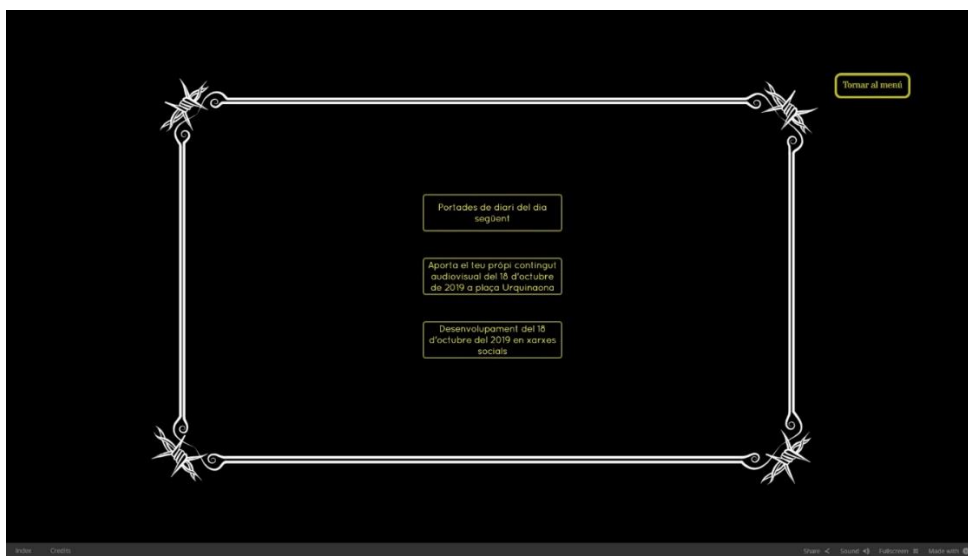 Tornar al menú
Portades de diari del dia
següent
Aporta el teu pròpi contingut
audiovisual del 18 d'octubre
de 2019 a plaça Urquinaona
Desenvolupament del 18
d'octubre del 2019 en xarxes
socials
Index Credits Share Sound Fullscreen Made with